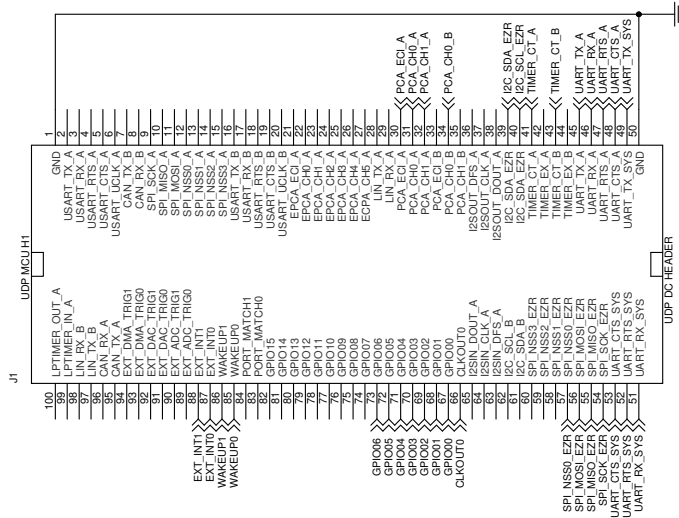 PCA_ECI_A
PCA_CH0_A
PCA_CH1_A
PCA_CH0_B
I2C_SDA_EZR
I2C_SCL_EZR
TIMER_CT_A
TIMER_CT_B
UART_TX_A
UART_RX_A
UART_RTS_A
UART_CTS_A
UART_TX_SYS
1
2
3
4
5
6
7
8
9
10
11
12
13
14
15
16
17
18
19
20
21
22
23
24
25
26
27
28
29
30
31
32
33
34
35
36
37
38
39
40
41
42
43
44
45
46
47
48
49
50
GND
USART_TX_A
USART_RX_A
USART_RTS_A
USART_CTS_A
USART_UCLK_A
CAN_TX_B
CAN_RX_B
SPI_SCK_A
SPI_MISO_A
SPI_MOSI_A
SPI_NSS0_A
SPI_NSS1_A
SPI_NSS2_A
SPI_NSS3_A
USART_TX_B
USART_RX_B
USART_RTS_B
USART_CTS_B
USART_UCLK_B
EPCA_ECI_A
EPCA_CH0_A
EPCA_CH1_A
EPCA_CH2_A
EPCA_CH3_A
EPCA_CH4_A
ECPA_CH5_A
LIN_TX_A
LIN_RX_A
PCA_ECI_A
PCA_CH0_A
PCA_CH1_A
PCA_ECI_B
PCA_CH0_B
PCA_CH1_B
I2SOUT_DFS_A
I2SOUT_CLK_A
I2SOUT_DOUT_A
I2C_SDA_EZR
I2C_SDA_EZR
TIMER_CT_A
TIMER_EX_A
TIMER_CT_B
TIMER_EX_B
UART_TX_A
UART_RX_A
UART_RTS_A
UART_CTS_A
UART_TX_SYS
GND
UDP MCU H1
UDP DC HEADER
LPTIMER_OUT_A
LPTIMER_IN_A
LIN_RX_B
LIN_TX_B
CAN_RX_A
CAN_TX_A
EXT_DMA_TRIG1
EXT_DMA_TRIG0
EXT_DAC_TRIG1
EXT_DAC_TRIG0
EXT_ADC_TRIG1
EXT_ADC_TRIG0
EXT_INT1
EXT_INT0
WAKEUP1
WAKEUP0
PORT_MATCH1
PORT_MATCH0
GPIO15
GPIO14
GPIO13
GPIO12
GPIO11
GPIO10
GPIO09
GPIO08
GPIO07
GPIO06
GPIO05
GPIO04
GPIO03
GPIO02
GPIO01
GPIO00
CLKOUT0
I2SIN_DOUT_A
I2SIN_CLK_A
I2SIN_DFS_A
I2C_SCL_B
I2C_SDA_B
SPI_NSS3_EZR
SPI_NSS2_EZR
SPI_NSS1_EZR
SPI_NSS0_EZR
SPI_MOSI_EZR
SPI_MISO_EZR
SPI_SCK_EZR
UART_CTS_SYS
UART_RTS_SYS
UART_RX_SYS
J1
100
99
98
97
96
95
94
93
92
91
90
89
88
87
86
85
84
83
82
81
80
79
78
77
76
75
74
73
72
71
70
69
68
67
66
65
64
63
62
61
60
59
58
57
56
55
54
53
52
51
EXT_INT1
EXT_INT0
WAKEUP1
WAKEUP0
GPIO06
GPIO05
GPIO04
GPIO03
GPIO02
GPIO01
GPIO00
CLKOUT0
SPI_NSS0_EZR
SPI_MOSI_EZR
SPI_MISO_EZR
SPI_SCK_EZR
UART_CTS_SYS
UART_RTS_SYS
UART_RX_SYS